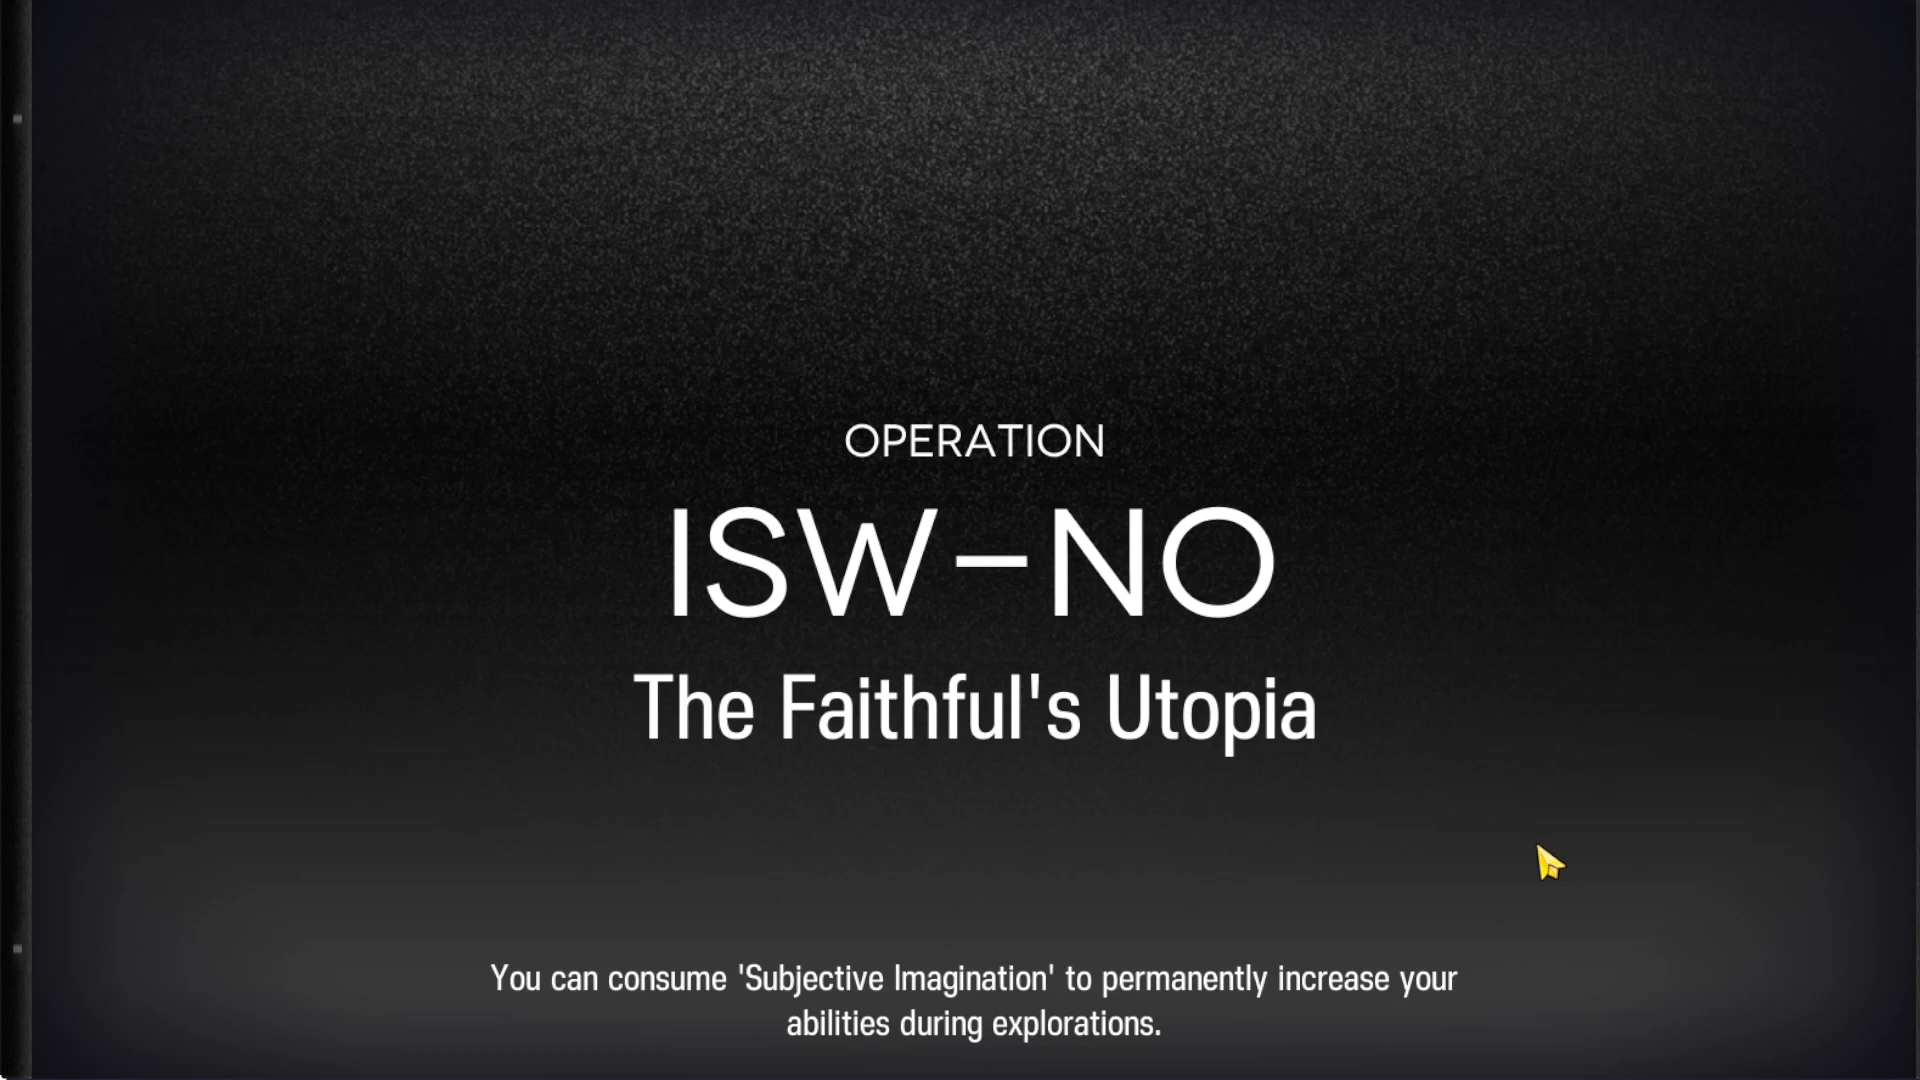 OPERATION
ISW-NO
The Faithful's Utopia
You can consume 'Subjective Imagination' to permanently increase your
abilities during explorations.